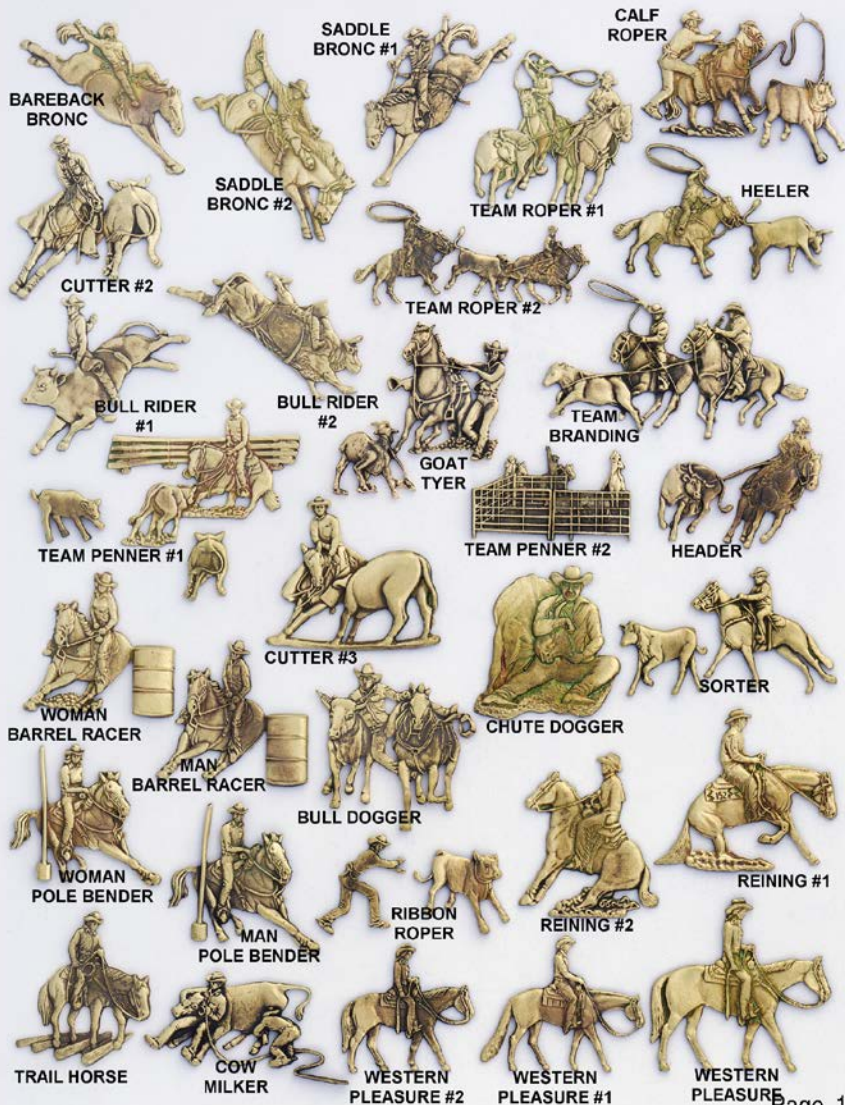 SADDLE
BRONC #1
CALF
ROPER
BAREBACK
BRONC
SADDLE
BRONC #2
TEAM ROPER #1
HEELER
CUTTER #2
TEAM ROPER #2
BULL RIDER
#1
BULL RIDER
#2
GOAT
TYER
TEAM
BRANDING
TEAM PENNER #1
TEAM PENNER #2
HEADER
CUTTER #3
CHUTE DOGGER
SORTER
WOMAN
BARREL RACER
MAN
BARREL RACER
BULL DOGGER
WOMAN
POLE BENDER
MAN
POLE BENDER
RIBBON
ROPER
REINING #2
REINING #1
TRAIL HORSE
COW
MILKER
WESTERN
PLEASURE #2
WESTERN
PLEASURE #1
WESTERN
PLEASURE
Page 1